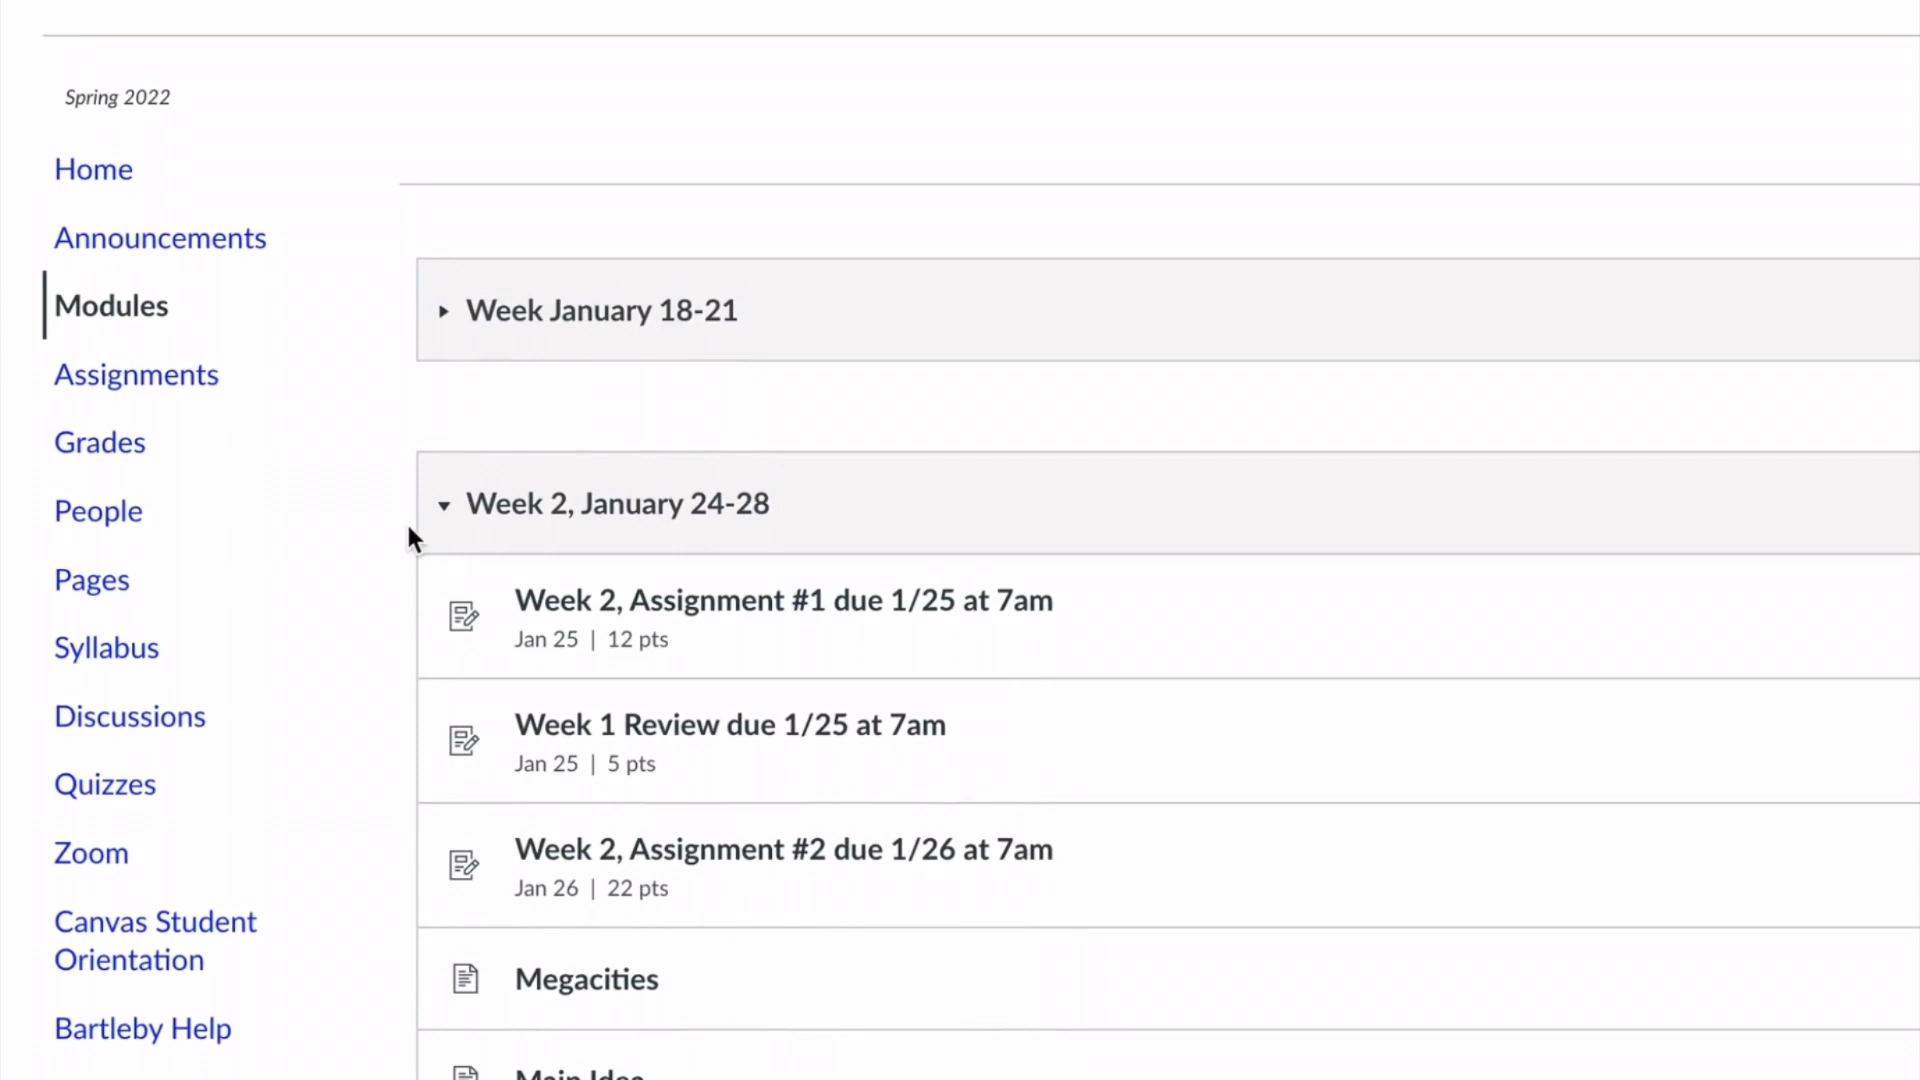 Spring 2022
Home
Announcements
Modules
Assignments
Grades
People
Pages
Syllabus
Discussions
Quizzes
Zoom
Canvas Student
Orientation
Bartleby Help
Week January 18-21
Week 2, January 24-28
Week 2, Assignment #1 due 1/25 at 7am
Jan 25 | 12 pts
Week 1 Review due 1/25 at 7am
Jan 25 | 5 pts
Week 2, Assignment #2 due 1/26 at 7am
Jan 26 | 22 pts
Megacities
Main Idea